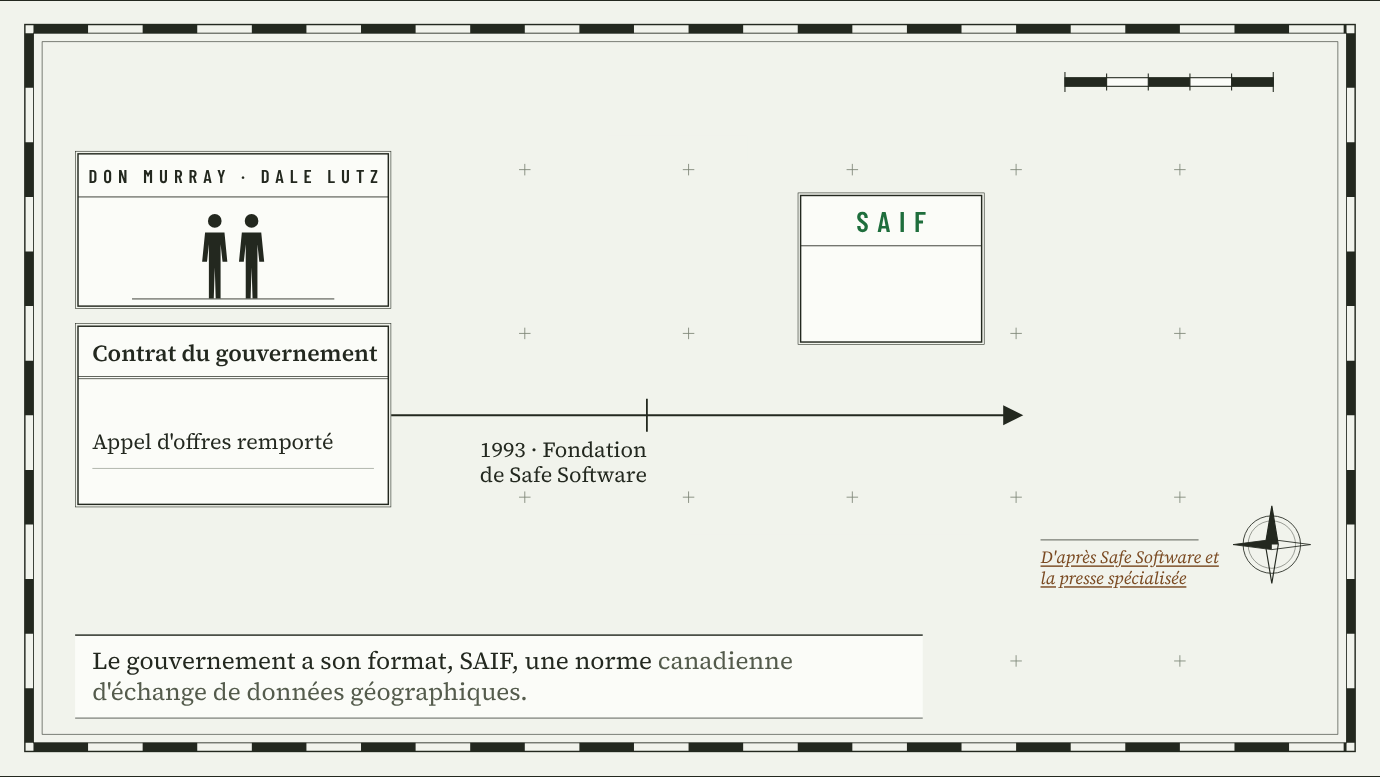 DON MURRAY · DALE LUTZ
SAIF
Contrat du gouvernement
Appel d'offres remporté
1993 · Fondation
de Safe Software
D'après Safe Software et
la presse spécialisée
Le gouvernement a son format, SAIF, une norme canadienne
d'échange de données géographiques.